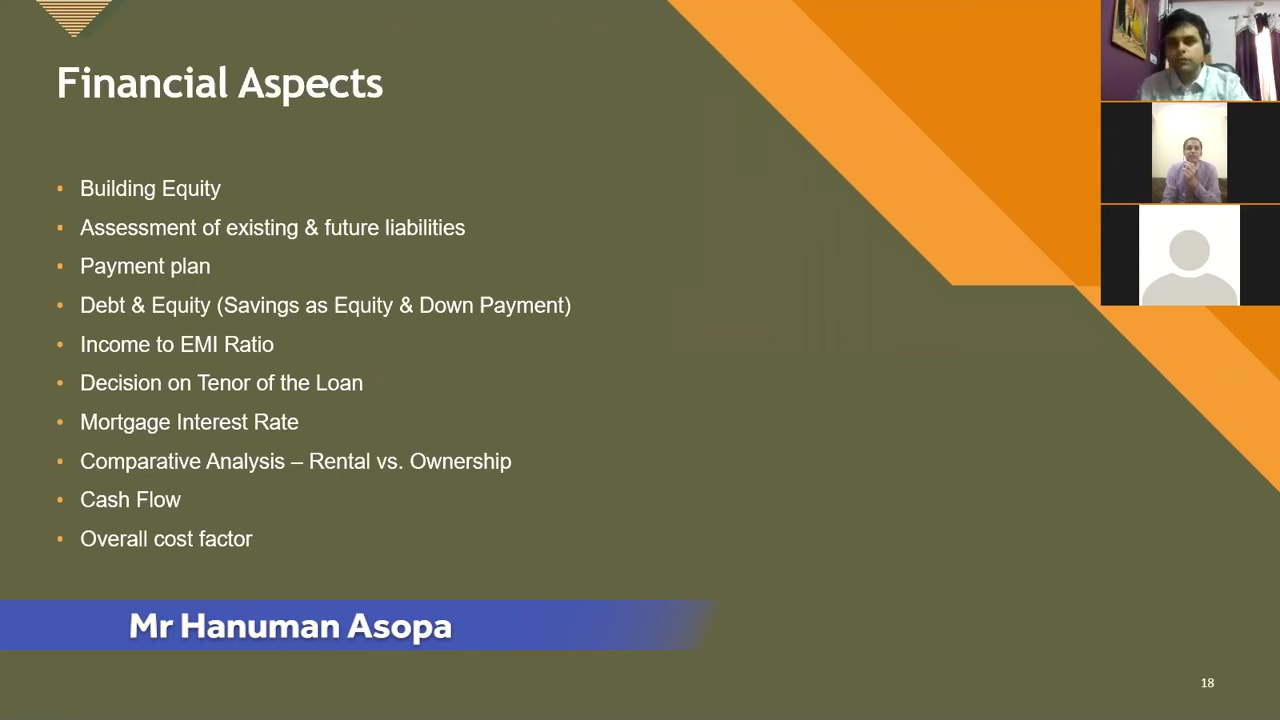 Financial Aspects
• Building Equity
• Assessment of existing & future liabilities
• Payment plan
• Debt & Equity (Savings as Equity & Down Payment)
• Income to EMI Ratio
• Decision on Tenor of the Loan
• Mortgage Interest Rate
• Comparative Analysis – Rental vs. Ownership
• Cash Flow
• Overall cost factor
Mr Hanuman Asopa
18